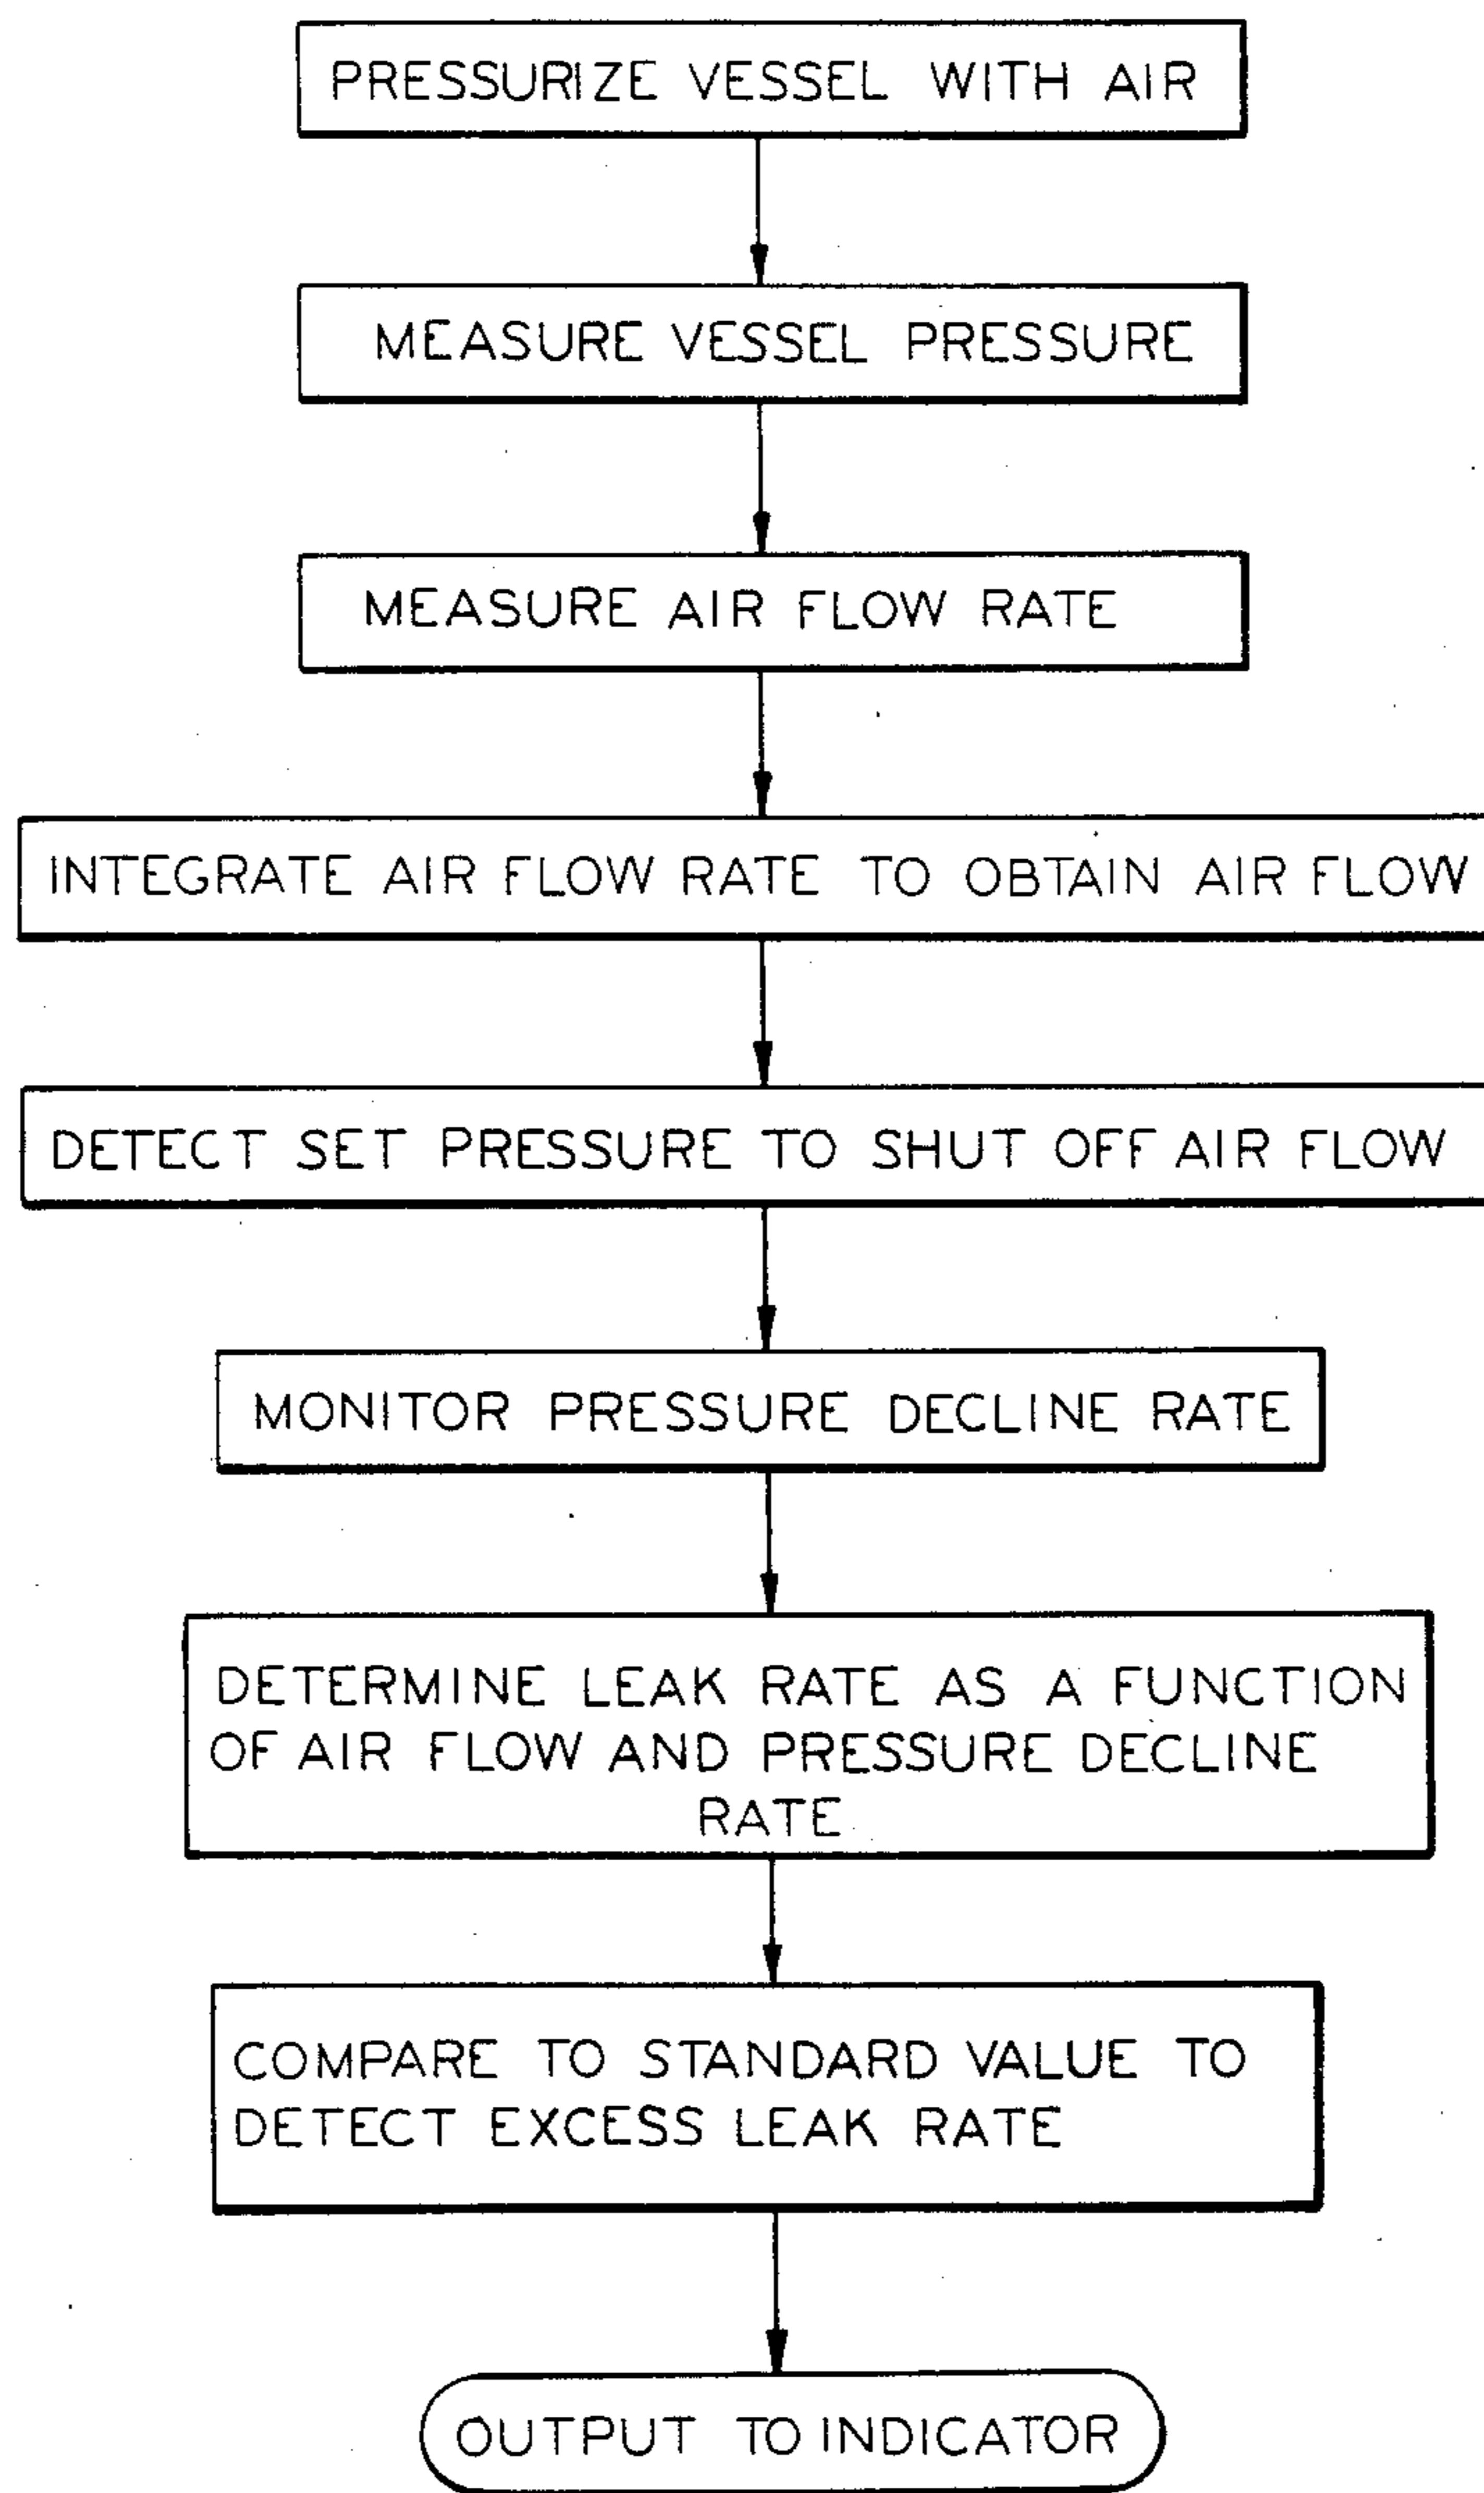 PRESSURIZE VESSEL WITH AIR
MEASURE VESSEL PRESSURE
MEASURE AIR FLOW RATE
INTEGRATE AIR FLOW RATE TO OBTAIN AIR FLOW
DETECT SET PRESSURE TO SHUT OFF AIR FLOW
MONITOR PRESSURE DECLINE RATE
DETERMINE LEAK RATE AS A FUNCTION
OF AIR FLOW AND PRESSURE DECLINE
RATE
COMPARE TO STANDARD VALUE TO
DETECT EXCESS LEAK RATE
OUTPUT TO INDICATOR